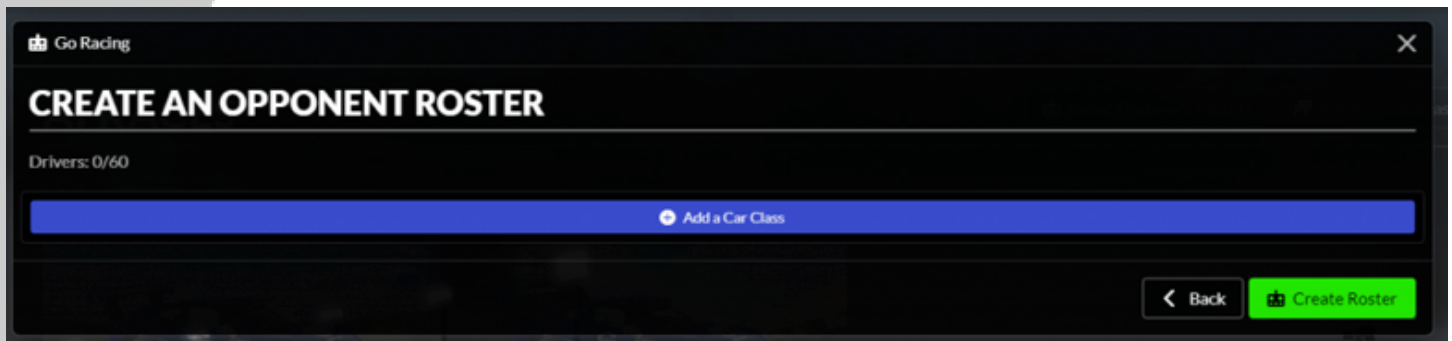 Go Racing
CREATE AN OPPONENT ROSTER
Drivers: 0/60
Add a Car Class
Back
Create Roster